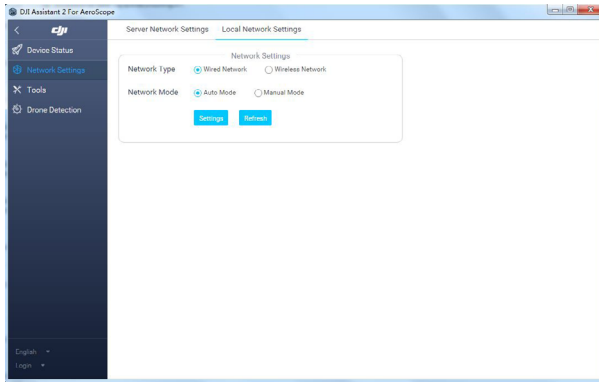 DJI Assistant 2 For AeroScope
dji
Server Network Settings Local Network Settings
Device Status
Network Settings
Tools
Drone Detection
Network Settings
Network Type Wired Network Wireless Network
Network Mode Auto Mode Manual Mode
Settings Refresh
English
Login